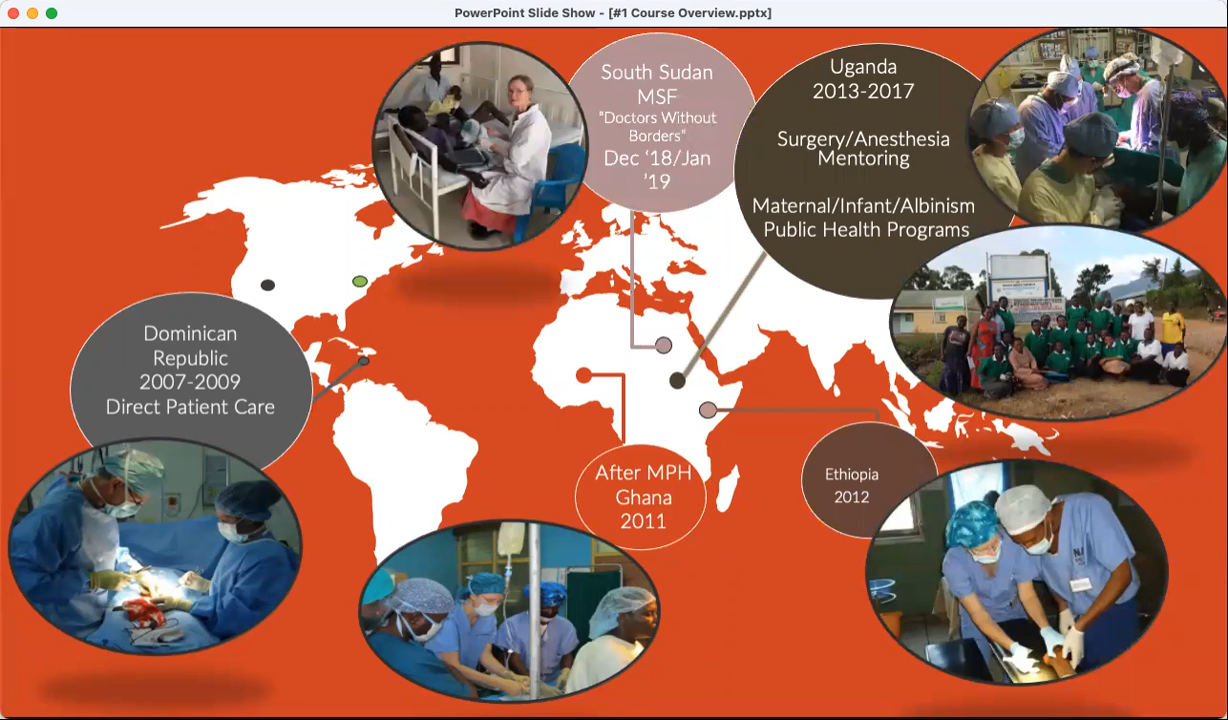 PowerPoint Slide Show - [#1 Course Overview.pptx]
South Sudan
MSF
"Doctors Without
Borders"
Dec ‘18/Jan
’19
Uganda
2013-2017
Surgery/Anesthesia
Mentoring
Maternal/Infant/Albinism
Public Health Programs
Dominican
Republic
2007-2009
Direct Patient Care
After MPH
Ghana
2011
Ethiopia
2012